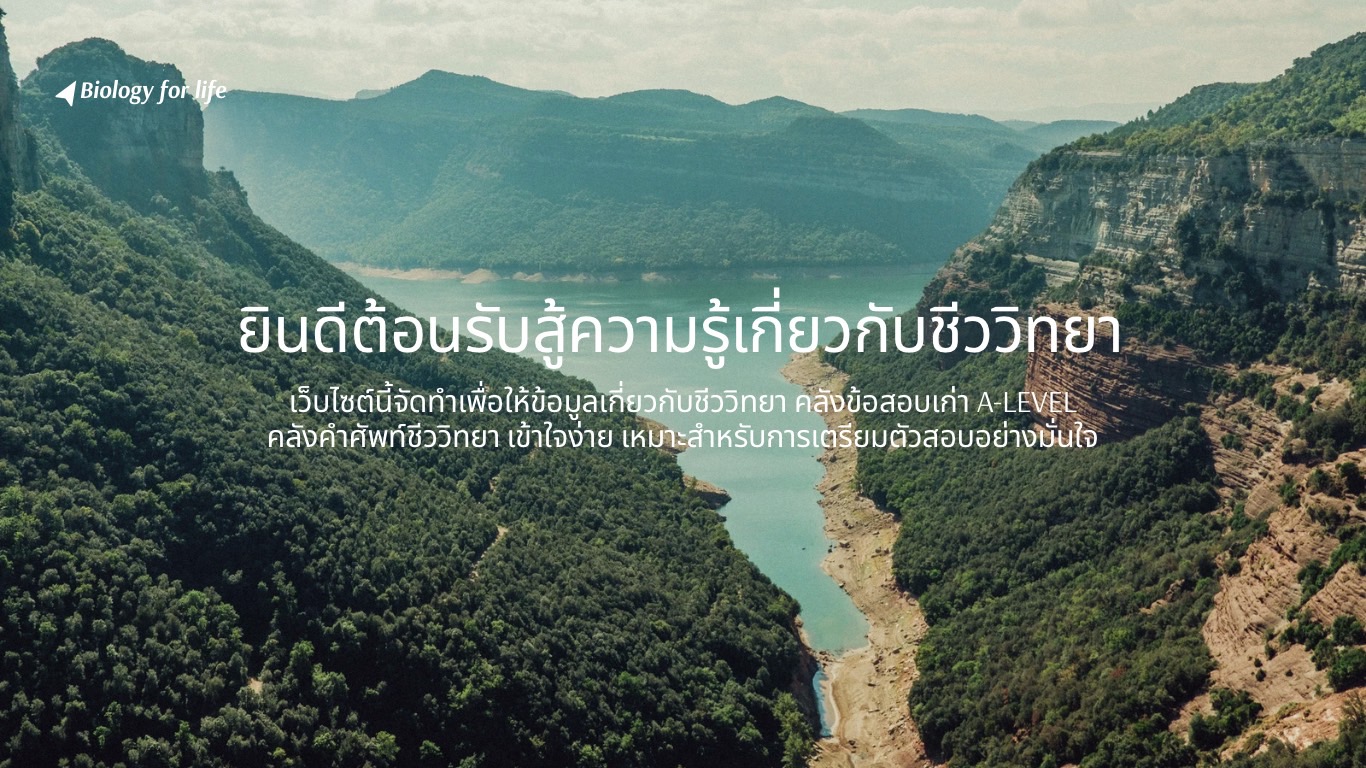 Biology for life
ยินดีต้อนรับสู้ความรู้เกี่ยวกับชีววิทยา
เว็บไซต์นี้จัดทำเพื่อให้ข้อมูลเกี่ยวกับชีววิทยา คลังข้อสอบเก่า A-LEVEL
คลังคำศัพท์ชีววิทยา เข้าใจง่าย เหมาะสำหรับการเตรียมตัวสอบอย่างมั่นใจ